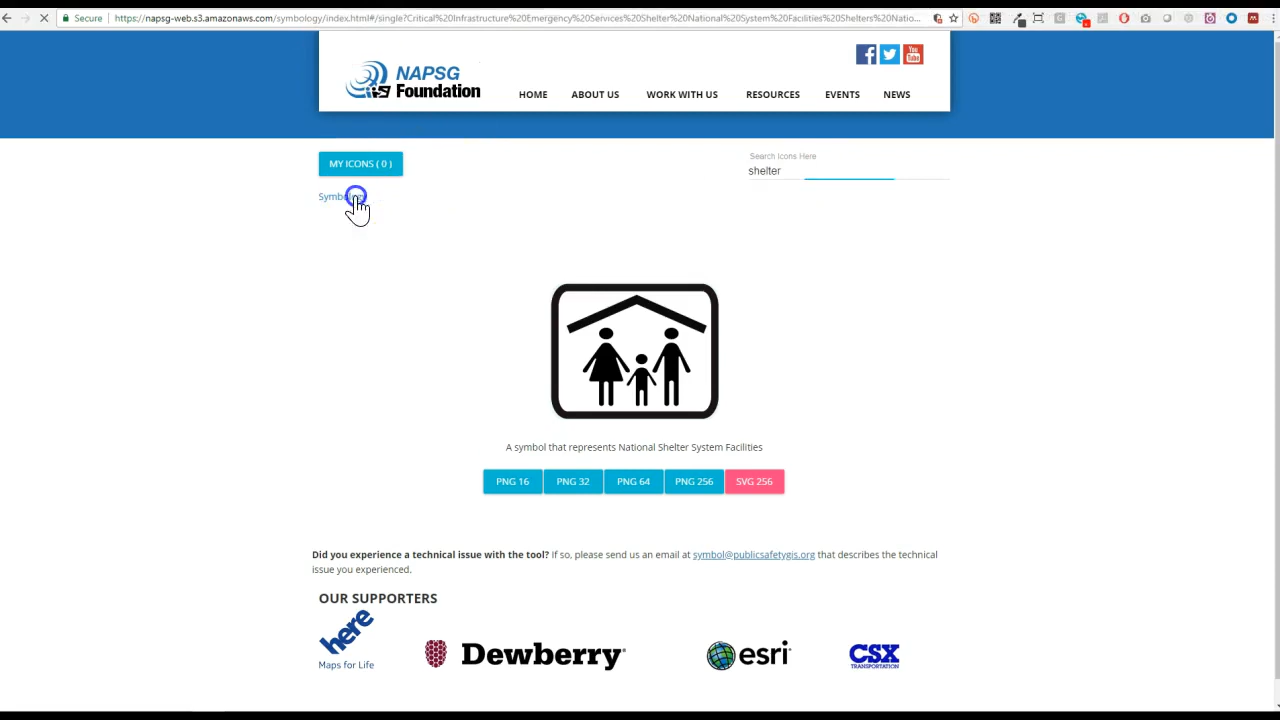 Secure
https://napsg-web.s3.amazonaws.com/symbology/index.html#/single?Critical%20Infrastructure%20Emergency%20Services%20Shelter%20National%20System%20Facilities%20Shelters%20Natio...
NAPSG
Foundation
HOME
ABOUT US
WORK WITH US
RESOURCES
EVENTS
NEWS
You
Tube
MY ICONS ( 0 )
Search Icons Here
shelter
A symbol that represents National Shelter System Facilities
PNG 16
PNG 32
PNG 64
PNG 256
SVG 256
Did you experience a technical issue with the tool? If so, please send us an email at symbol@publicsafetygis.org that describes the technical
issue you experienced.
OUR SUPPORTERS
here
Maps for Life
Dewberry
esri
CSX
TRANSPORTATION